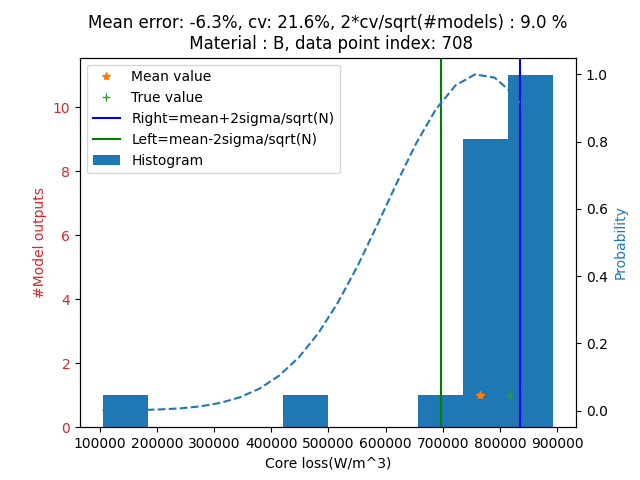 Mean error: -6.3%, cv: 21.6%, 2*cv/sqrt(#models) : 9.0 %
Material : B, data point index: 708
Mean value
True value
Right=mean+2sigma/sqrt(N)
Left=mean-2sigma/sqrt(N)
Histogram
#Model outputs
10
8
6
4
2
0
1.0
0.8
0.6
0.4
0.2
0.0
Probability
100000 200000 300000 400000 500000 600000 700000 800000 900000
Core loss(W/m^3)